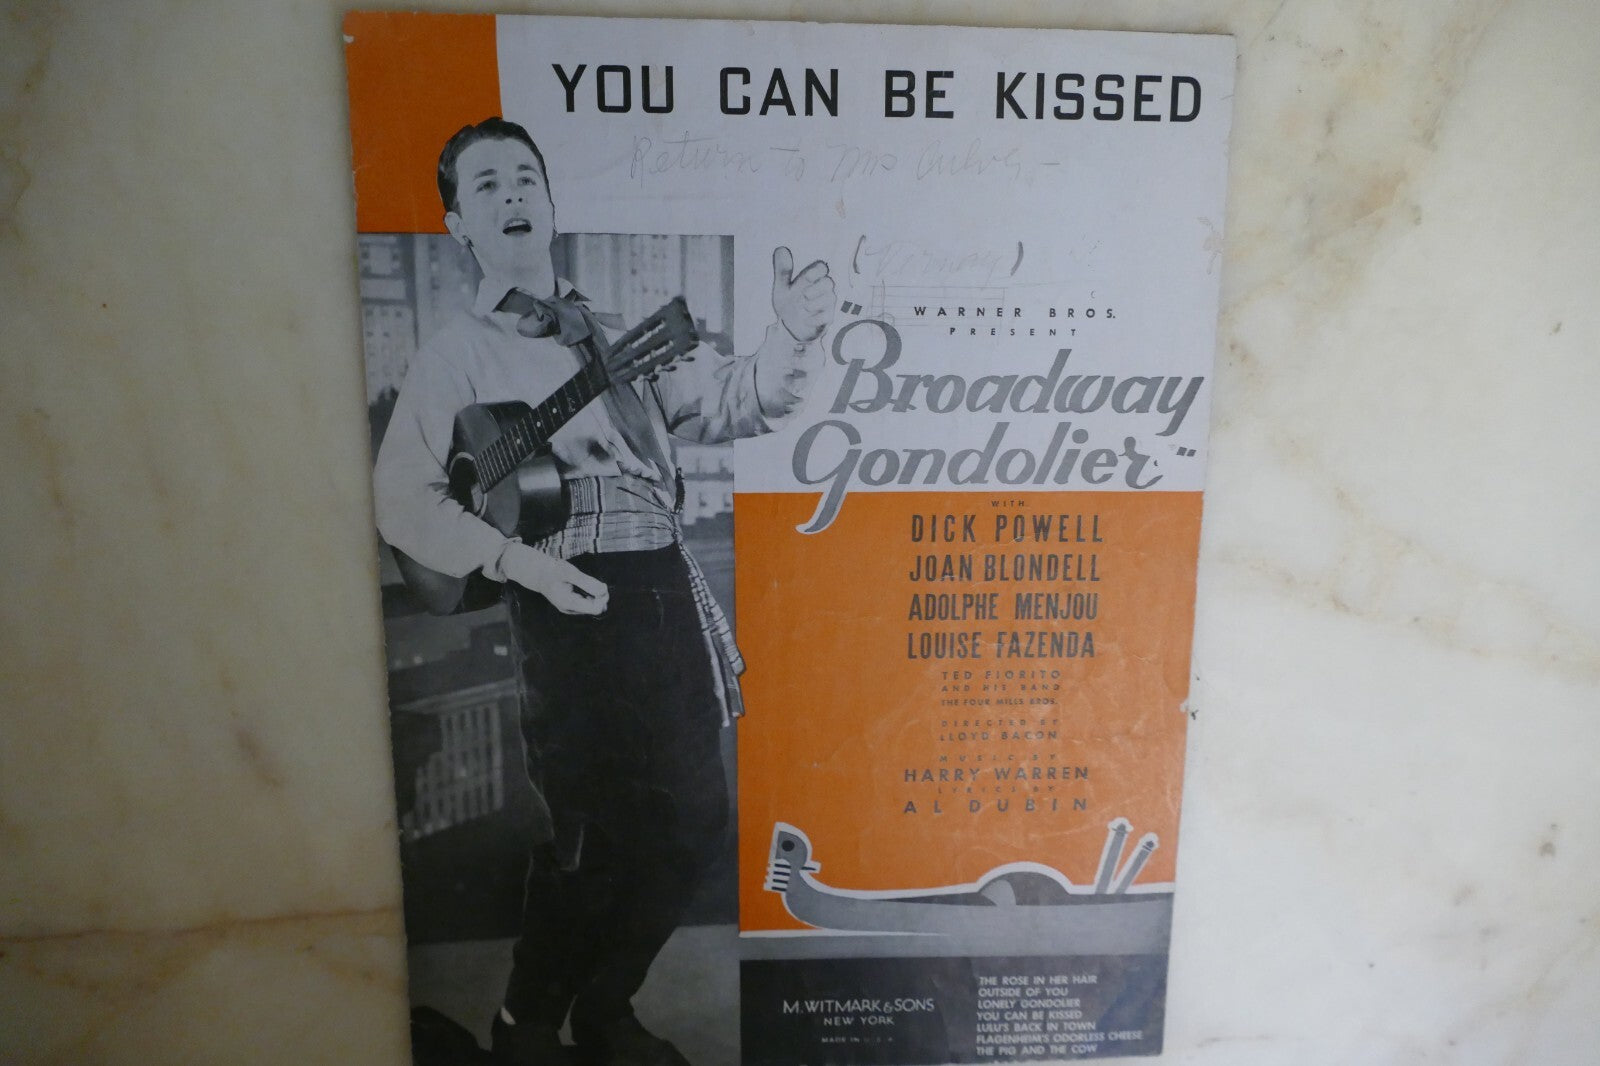 YOU CAN BE KISSED
Return to Mrs
WARNER BROS.
PRESENT
"Broadway
Gondolier"
WITH
DICK POWELL
JOAN BLONDELL
ADOLPHE MENJOU
LOUISE FAZENDA
TED FIORITO
AND HIS BAND
THE FOUR MILLS BROS.
DIRECTED BY
LLOYD BACON
MUSIC BY
HARRY WARREN
LYRICS BY
AL DUBIN
M. WITMARK & SONS
NEW YORK
MADE IN U.S.A.
THE ROSE IN HER HAIR
OUTSIDE OF YOU
LONELY GONDOLIER
YOU CAN BE KISSED
LULU'S BACK IN TOWN
FLAGENHEIM'S ODORLESS CHEESE
THE PIG AND THE COW